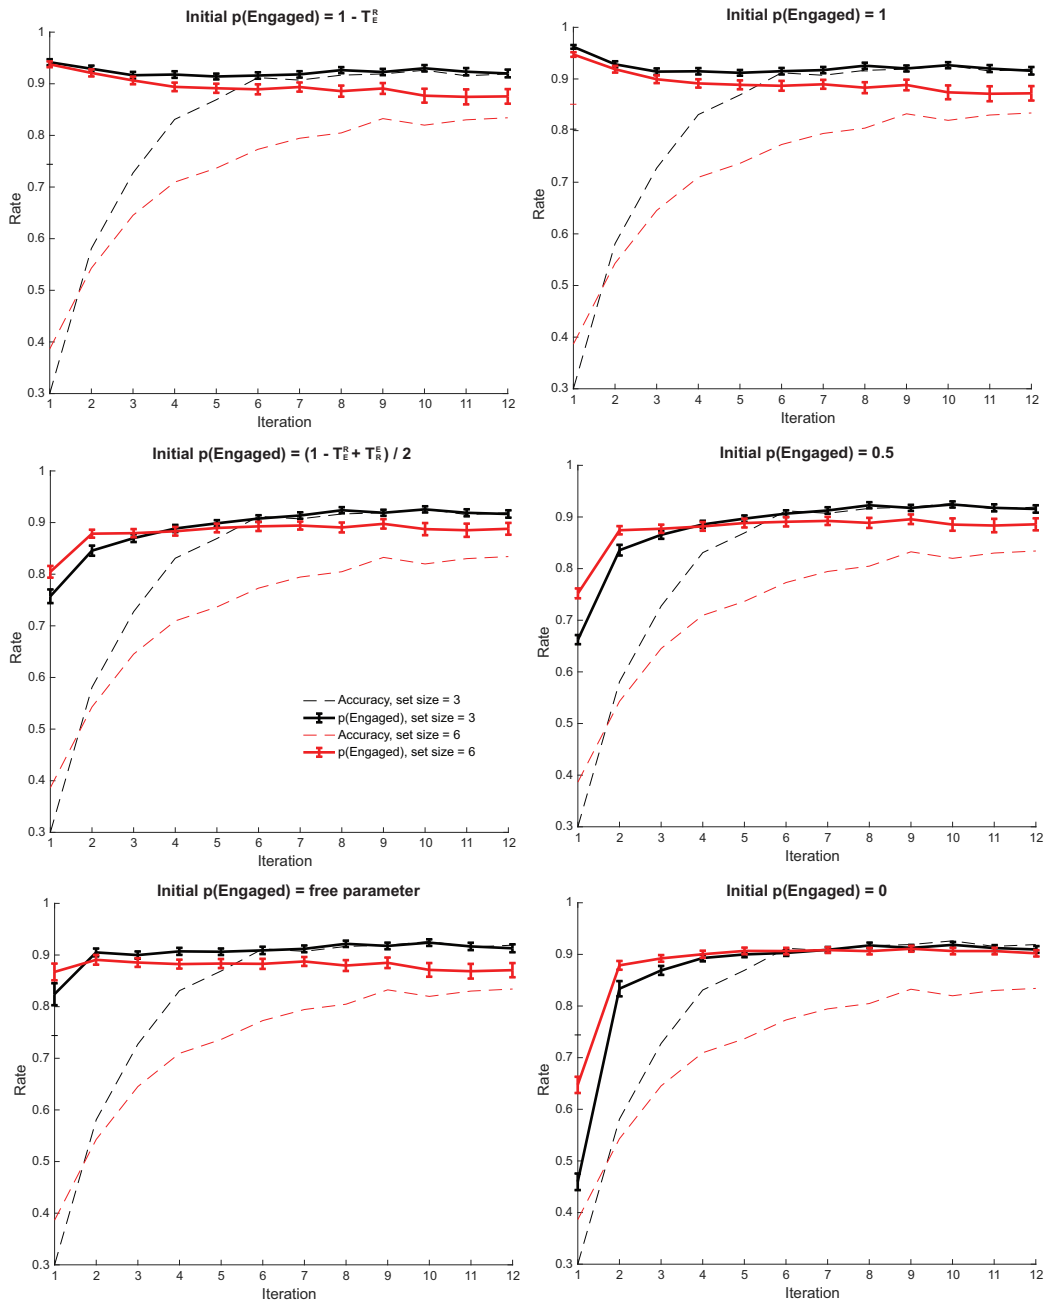 Initial p(Engaged) = 1 - T_E^R
1
0.9
0.8
0.7
0.6
0.5
0.4
0.3
Rate
1 2 3 4 5 6 7 8 9 10 11 12
Iteration
Initial p(Engaged) = 1
1
0.9
0.8
0.7
0.6
0.5
0.4
0.3
Rate
1 2 3 4 5 6 7 8 9 10 11 12
Iteration
Initial p(Engaged) = (1 - T_E^R + T_R^E) / 2
1
0.9
0.8
0.7
0.6
0.5
0.4
0.3
Rate
Accuracy, set size = 3
p(Engaged), set size = 3
Accuracy, set size = 6
p(Engaged), set size = 6
1 2 3 4 5 6 7 8 9 10 11 12
Iteration
Initial p(Engaged) = 0.5
1
0.9
0.8
0.7
0.6
0.5
0.4
0.3
Rate
1 2 3 4 5 6 7 8 9 10 11 12
Iteration
Initial p(Engaged) = free parameter
1
0.9
0.8
0.7
0.6
0.5
0.4
0.3
Rate
1 2 3 4 5 6 7 8 9 10 11 12
Iteration
Initial p(Engaged) = 0
1
0.9
0.8
0.7
0.6
0.5
0.4
0.3
Rate
1 2 3 4 5 6 7 8 9 10 11 12
Iteration